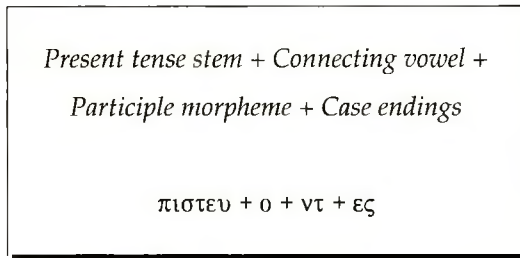 Present tense stem + Connecting vowel +
Participle morpheme + Case endings
πιστευ + ο + ντ + ες